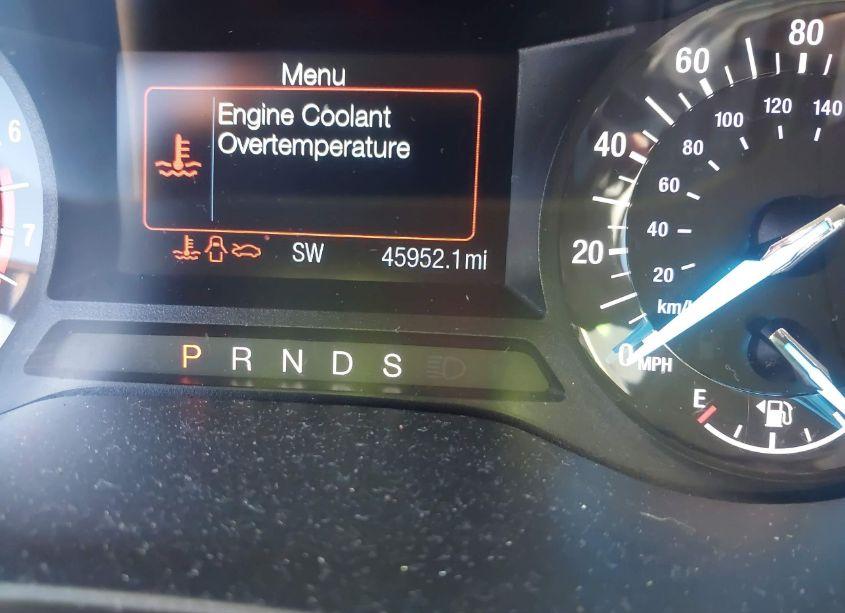 Menu
Engine Coolant
Overtemperature
SW 45952.1mi
P R N D S
6
7
0
20
40
60
80
MPH
20
40
60
80
100
120
140
E